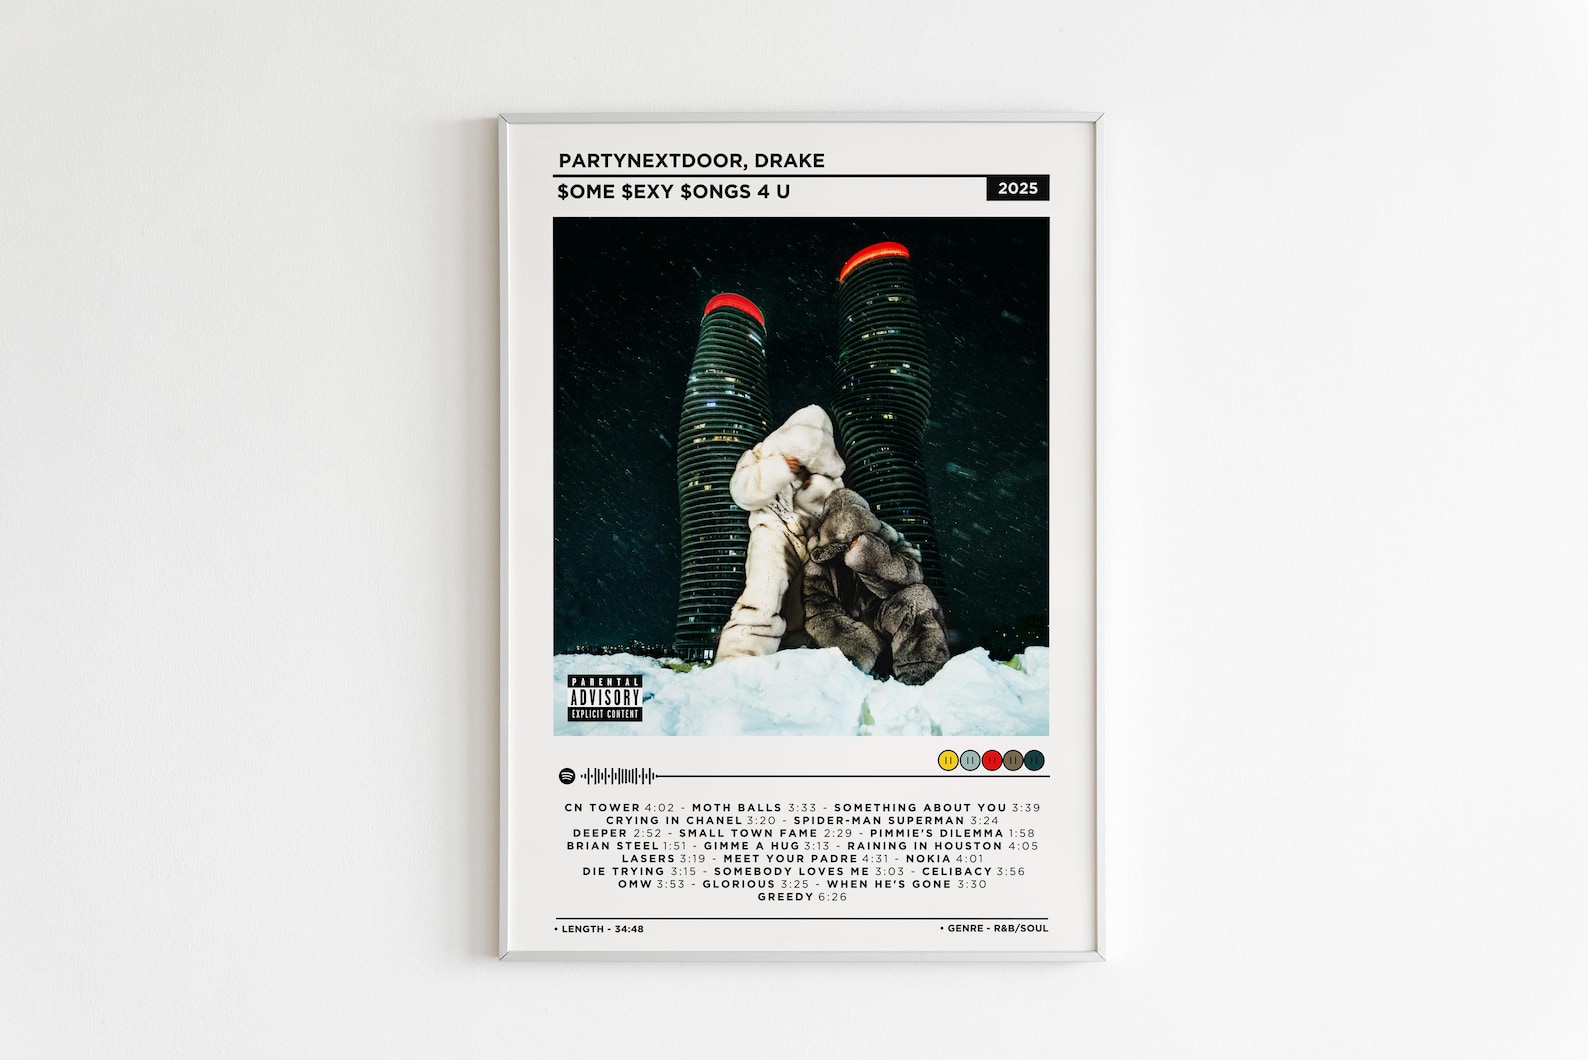 PARTYNEXTDOOR, DRAKE
$OME $EXY $ONGS 4 U
2025
PARENTAL
ADVISORY
EXPLICIT CONTENT
CN TOWER 4:02 - MOTH BALLS 3:33 - SOMETHING ABOUT YOU 3:39
CRYING IN CHANEL 3:20 - SPIDER-MAN SUPERMAN 3:24
DEEPER 2:52 - SMALL TOWN FAME 2:29 - PIMMIE'S DILEMMA 1:58
BRIAN STEEL 1:51 - GIMME A HUG 3:13 - RAINING IN HOUSTON 4:05
LASERS 3:19 - MEET YOUR PADRE 4:31 - NOKIA 4:01
DIE TRYING 3:15 - SOMEBODY LOVES ME 3:03 - CELIBACY 3:56
OMW 3:53 - GLORIOUS 3:25 - WHEN HE'S GONE 3:30
GREEDY 6:26
• LENGTH - 34:48
• GENRE - R&B/SOUL